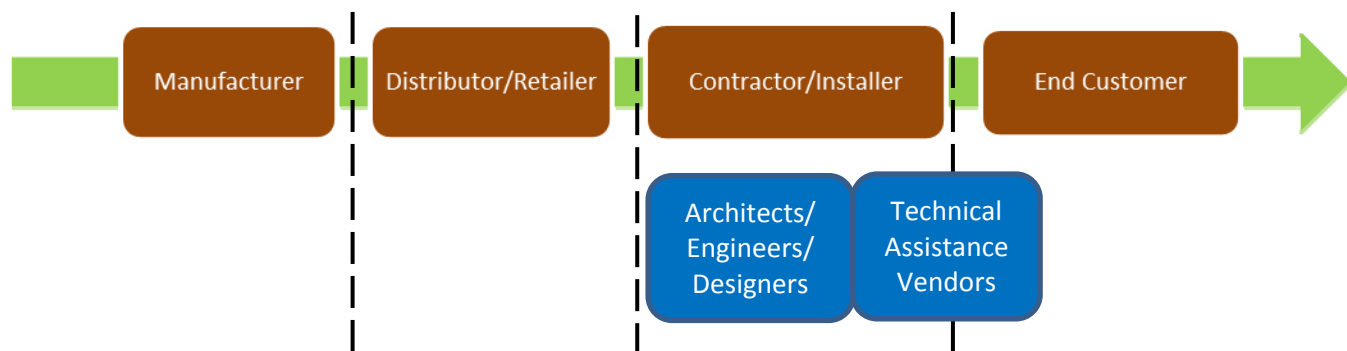 Manufacturer
Distributor/Retailer
Contractor/Installer
End Customer
Architects/
Engineers/
Designers
Technical
Assistance
Vendors